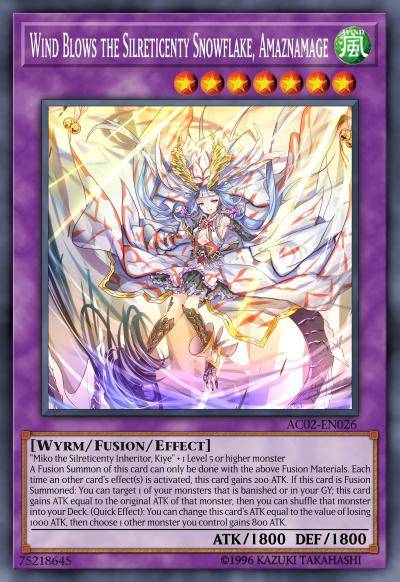 Wind Blows the Silreticenty Snowflake, Amaznamage
WIND
風
AC02-EN026
[Wyrm/Fusion/Effect]
"Miko the Silreticenty Inheritor, Kiye" + 1 Level 5 or higher monster
A Fusion Summon of this card can only be done with the above Fusion Materials. Each
time an other card's effect(s) is activated, this card gains 200 ATK. If this card is Fusion
Summoned: You can target 1 of your monsters that is banished or in your GY; this card
gains ATK equal to the original ATK of that monster, then you can shuffle that monster
into your Deck. (Quick Effect): You can change this card's ATK equal to the value of losing
1000 ATK, then choose 1 other monster you control gains 800 ATK.
ATK/1800 DEF/1800
75218645
©1996 KAZUKI TAKAHASHI